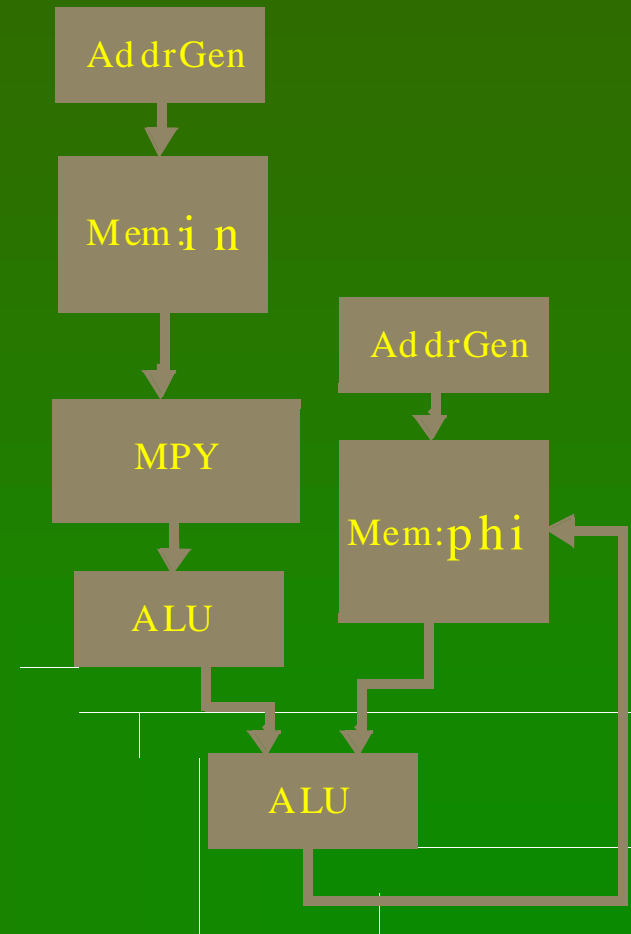 AddrGen
Mem:in
AddrGen
MPY
Mem:phi
ALU
ALU